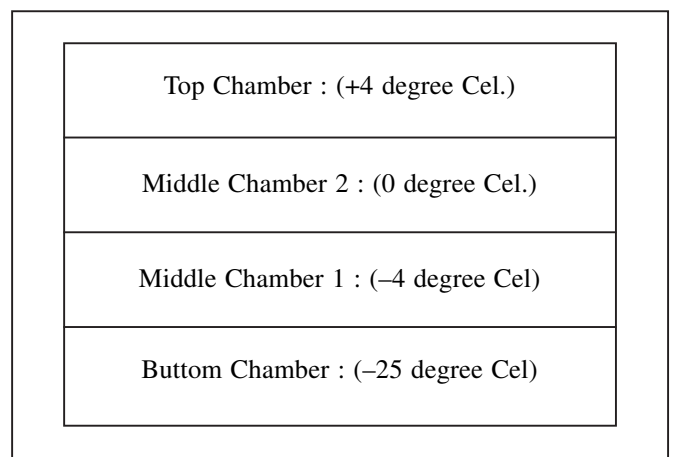 Top Chamber : (+4 degree Cel.)
Middle Chamber 2 : (0 degree Cel.)
Middle Chamber 1 : (–4 degree Cel)
Buttom Chamber : (–25 degree Cel)